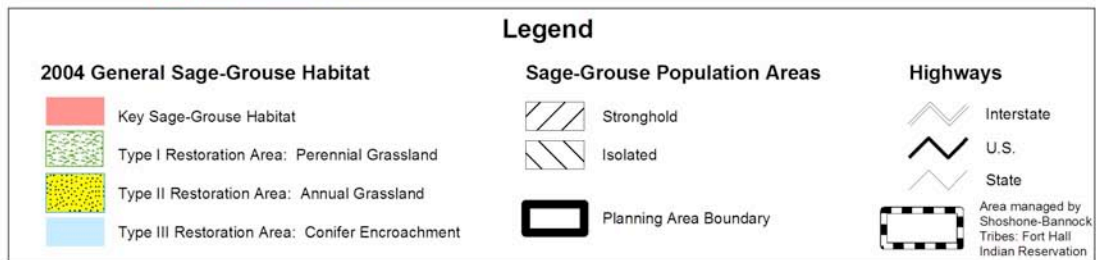 Legend
2004 General Sage-Grouse Habitat
Key Sage-Grouse Habitat
Type I Restoration Area: Perennial Grassland
Type II Restoration Area: Annual Grassland
Type III Restoration Area: Conifer Encroachment
Sage-Grouse Population Areas
Stronghold
Isolated
Planning Area Boundary
Highways
Interstate
U.S.
State
Area managed by
Shoshone-Bannock
Tribes: Fort Hall
Indian Reservation